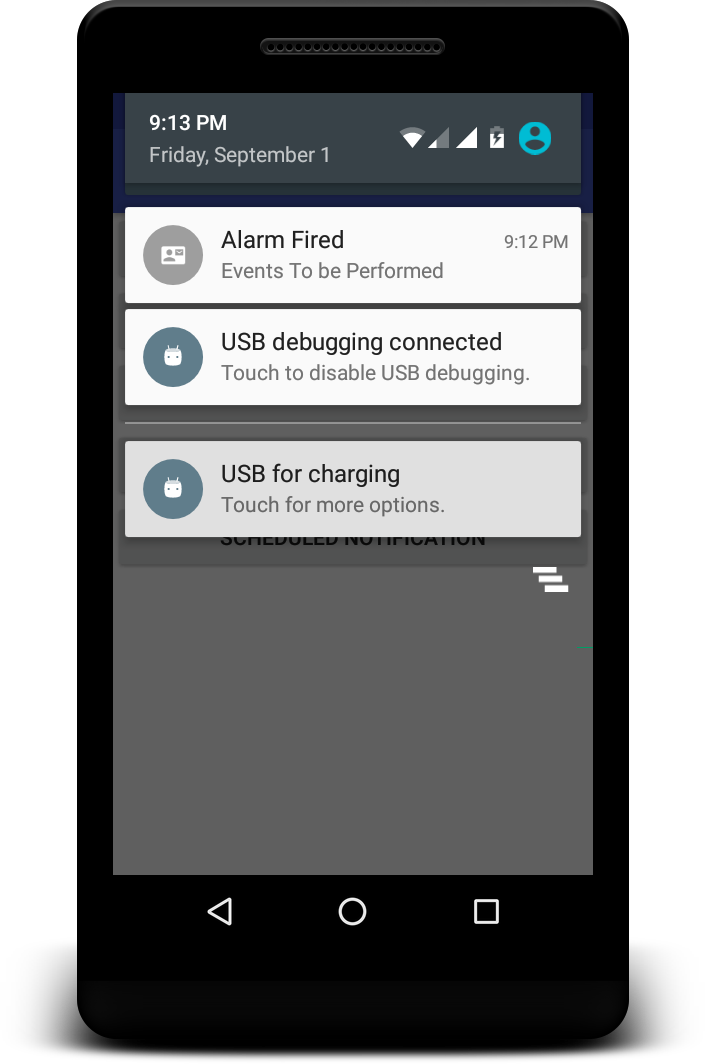 9:13 PM
Friday, September 1
Alarm Fired
9:12 PM
Events To be Performed
USB debugging connected
Touch to disable USB debugging.
USB for charging
Touch for more options.
SCHEDULED NOTIFICATION